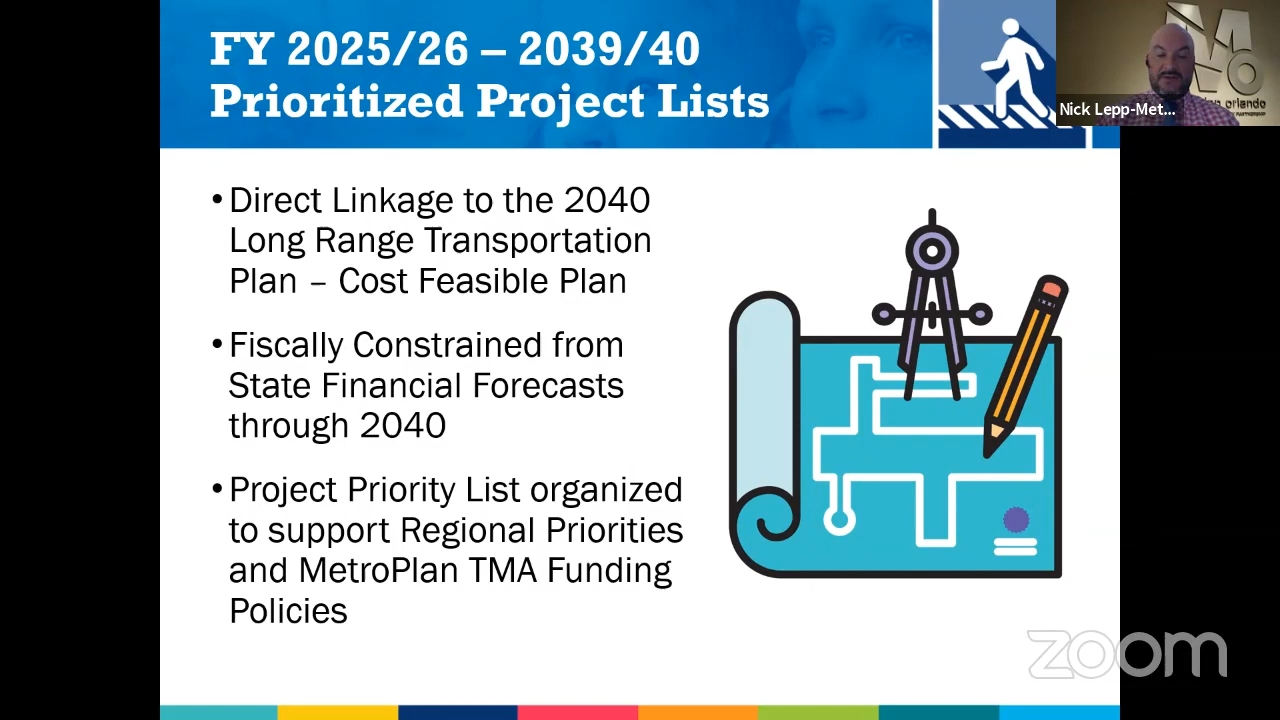 FY 2025/26 – 2039/40
Prioritized Project Lists
Nick Lepp-Met...
•Direct Linkage to the 2040
Long Range Transportation
Plan – Cost Feasible Plan
•Fiscally Constrained from
State Financial Forecasts
through 2040
•Project Priority List organized
to support Regional Priorities
and MetroPlan TMA Funding
Policies
zoom